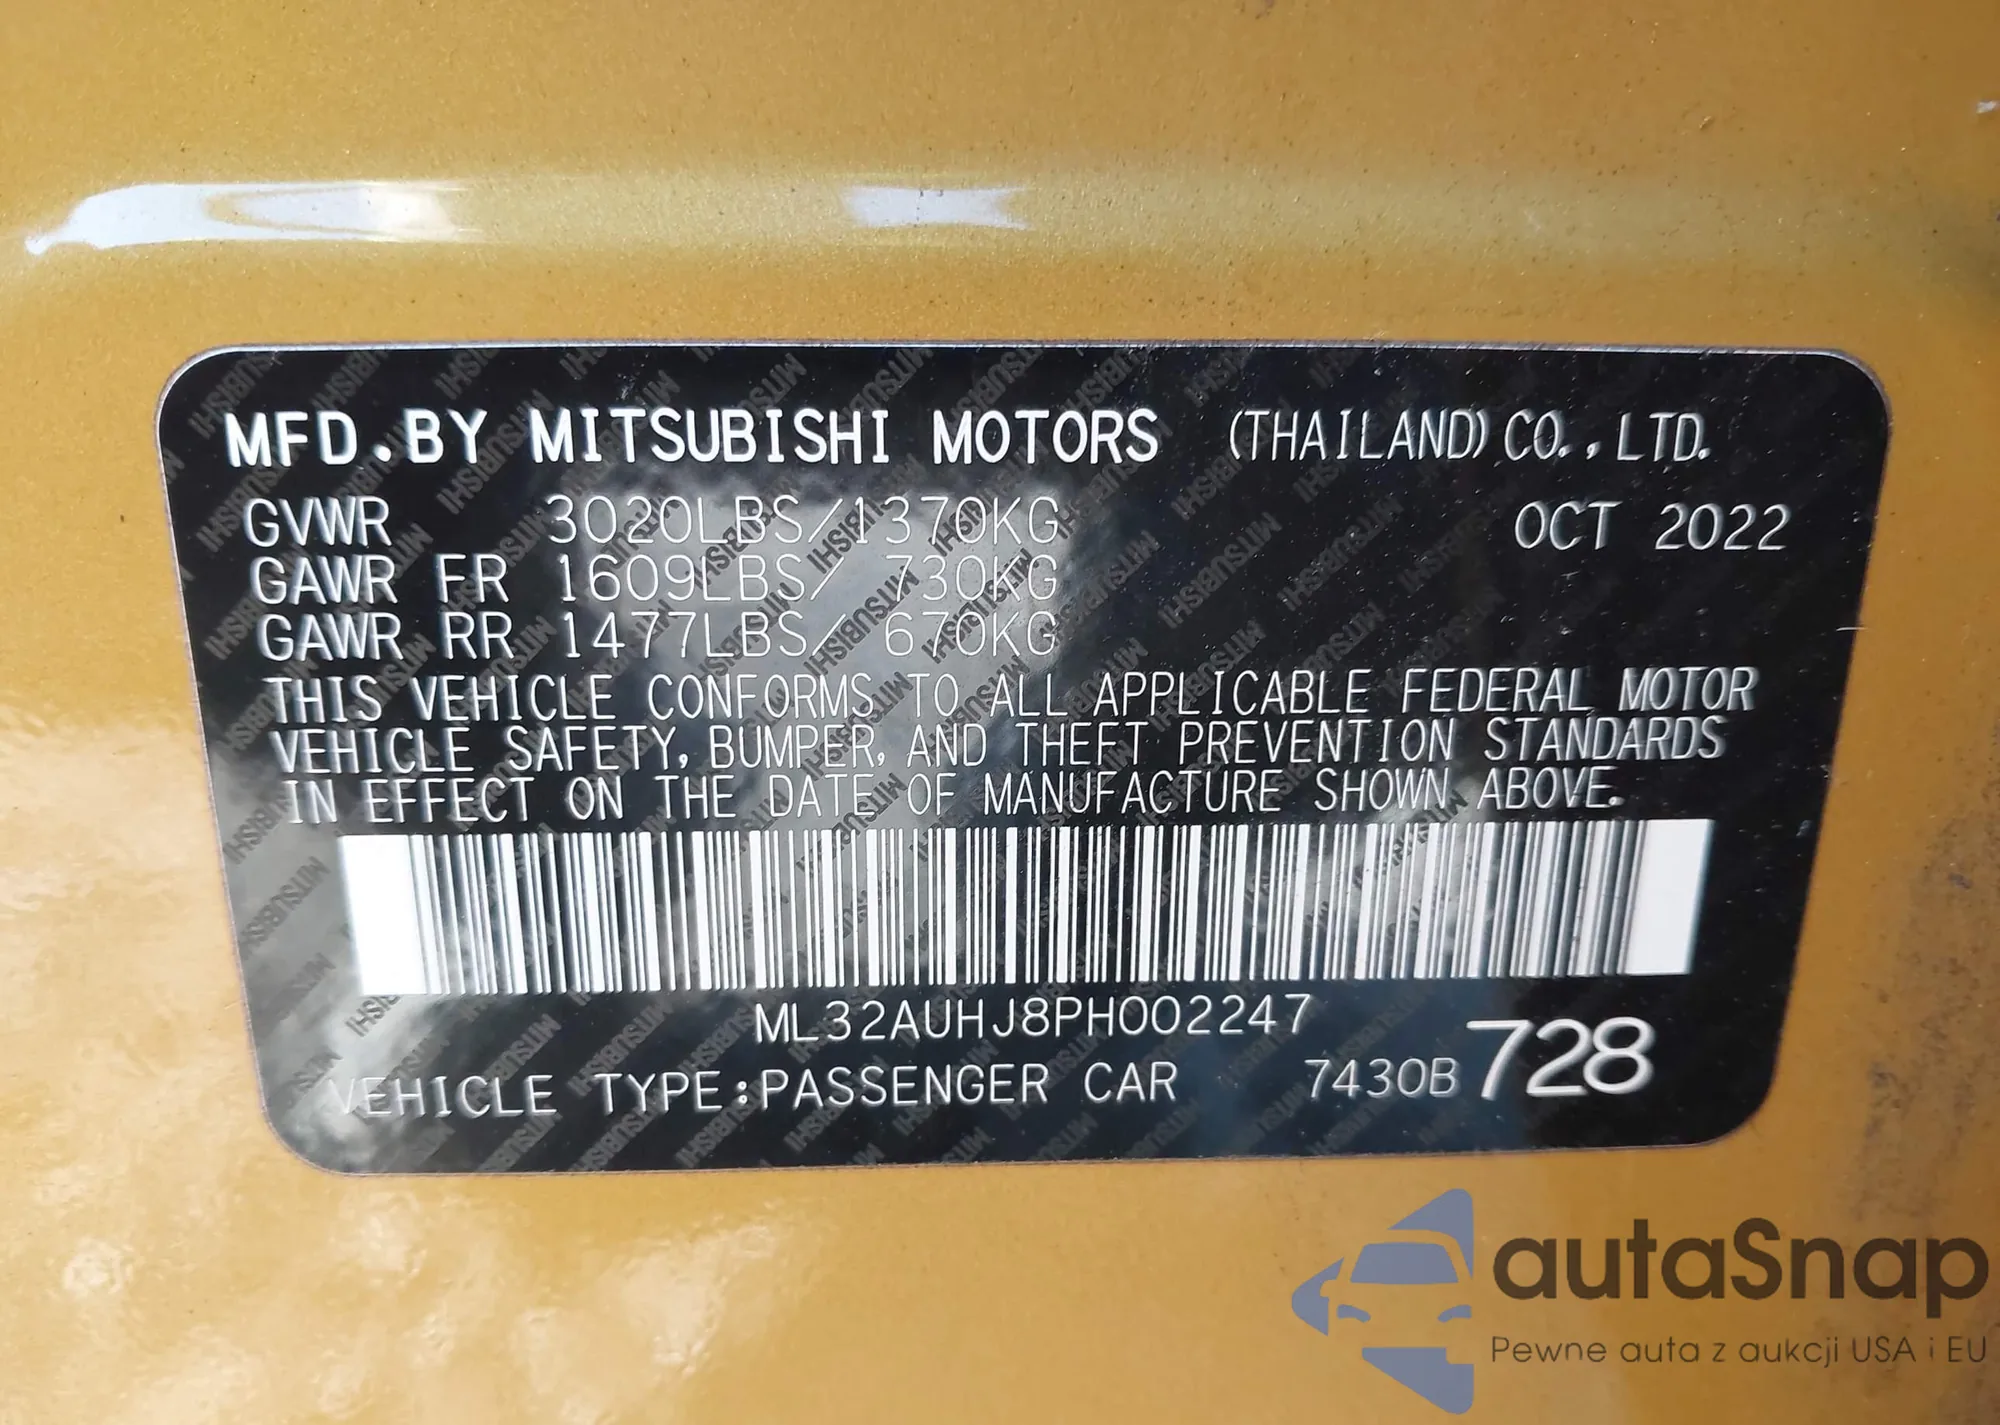 MFD.BY MITSUBISHI MOTORS (THAILAND) CO.,LTD.
GVWR 3020LBS/1370KG OCT 2022
GAWR FR 1609LBS/ 730KG
GAWR RR 1477LBS/ 670KG
THIS VEHICLE CONFORMS TO ALL APPLICABLE FEDERAL MOTOR
VEHICLE SAFETY, BUMPER, AND THEFT PREVENTION STANDARDS
IN EFFECT ON THE DATE OF MANUFACTURE SHOWN ABOVE.
ML32AUHJ8PH002247
VEHICLE TYPE:PASSENGER CAR 7430B 728
autaSnap
Pewne auta z aukcji USA i EU